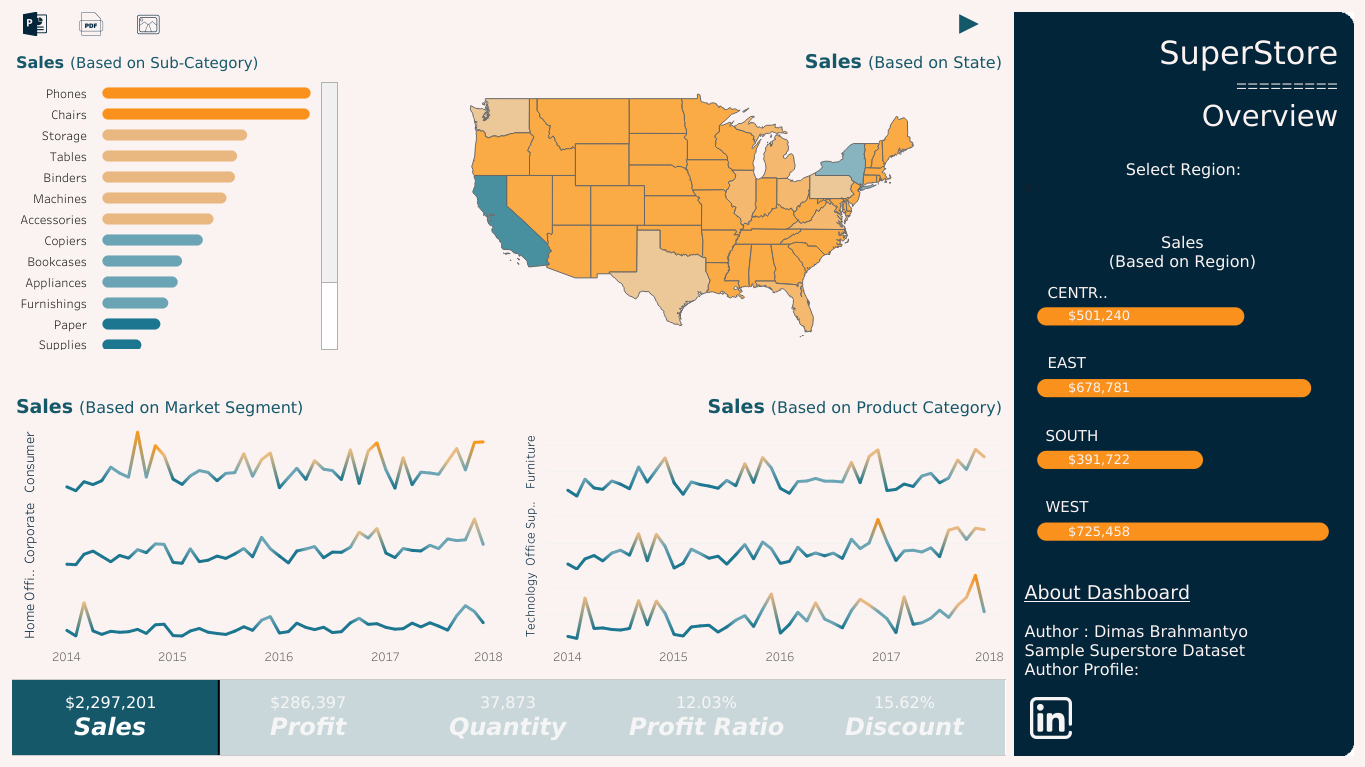 P
PDF
Sales (Based on Sub-Category)
Phones
Chairs
Storage
Tables
Binders
Machines
Accessories
Copiers
Bookcases
Appliances
Furnishings
Paper
Supplies
Sales (Based on State)
Sales (Based on Market Segment)
Consumer
Corporate
Home Offi..
2014 2015 2016 2017 2018
Sales (Based on Product Category)
Furniture
Office Sup..
Technology
2014 2015 2016 2017 2018
$2,297,201
Sales
$286,397
Profit
37,873
Quantity
12.03%
Profit Ratio
15.62%
Discount
SuperStore
=========
Overview
Select Region:
Sales
(Based on Region)
CENTR..
$501,240
EAST
$678,781
SOUTH
$391,722
WEST
$725,458
About Dashboard
Author : Dimas Brahmantyo
Sample Superstore Dataset
Author Profile:
in